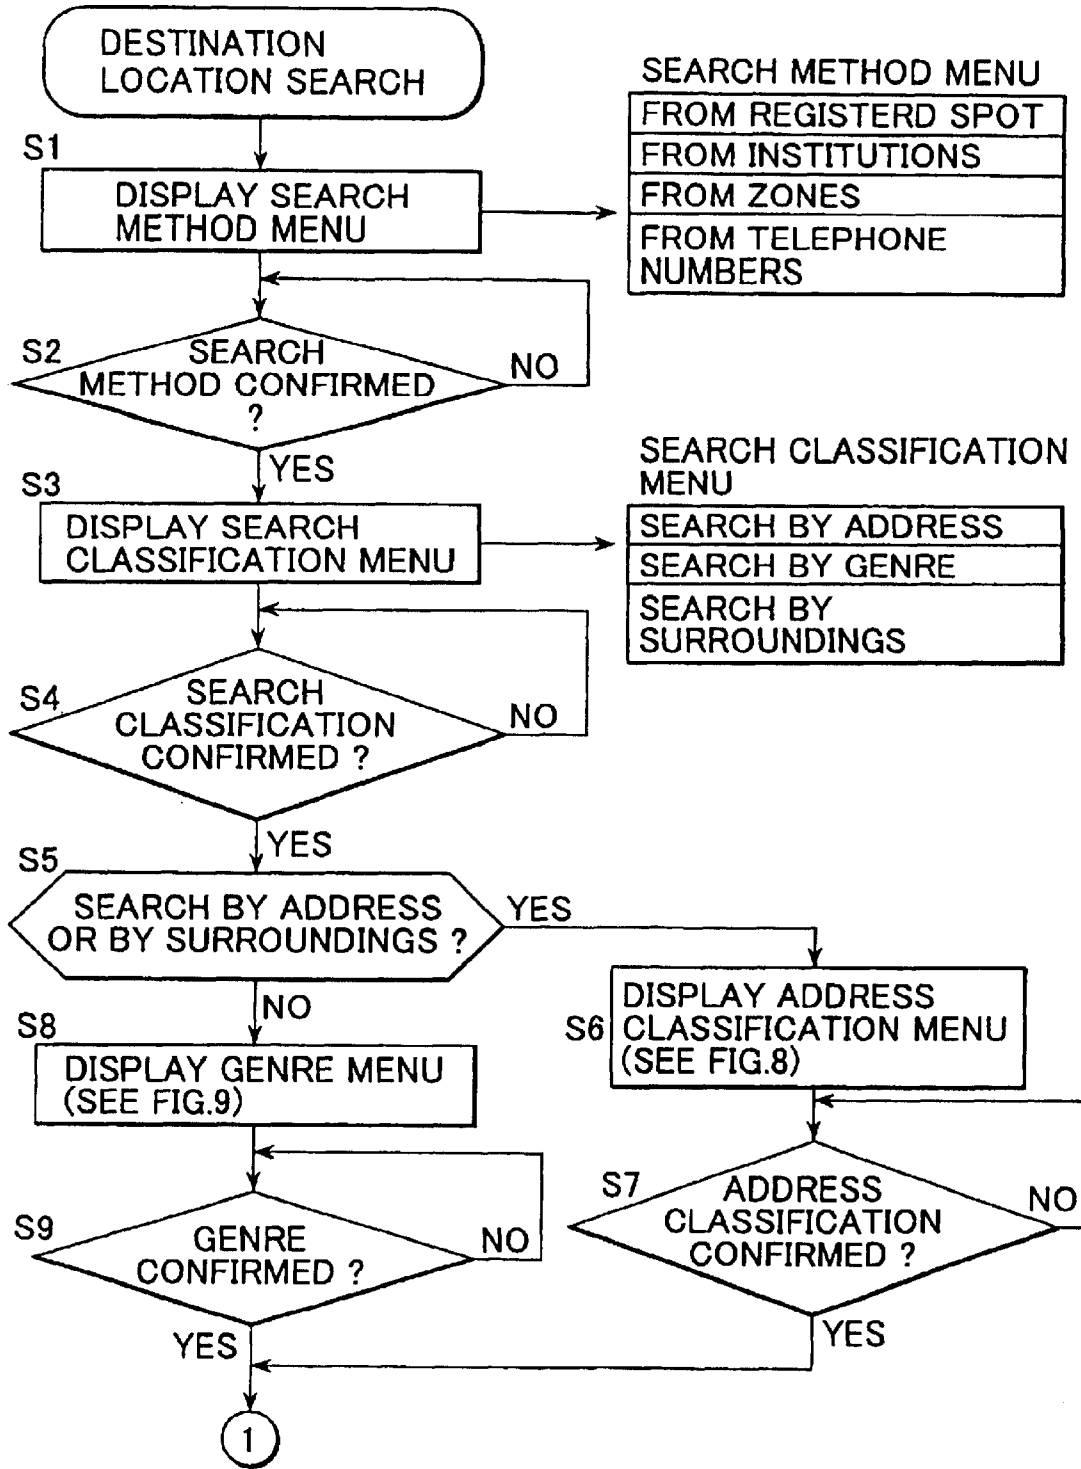 DESTINATION
LOCATION SEARCH
SEARCH METHOD MENU
FROM REGISTERD SPOT
FROM INSTITUTIONS
FROM ZONES
FROM TELEPHONE
NUMBERS
S1
DISPLAY SEARCH
METHOD MENU
S2
SEARCH
METHOD CONFIRMED
?
NO
YES
SEARCH CLASSIFICATION
MENU
SEARCH BY ADDRESS
SEARCH BY GENRE
SEARCH BY
SURROUNDINGS
S3
DISPLAY SEARCH
CLASSIFICATION MENU
S4
SEARCH
CLASSIFICATION
CONFIRMED ?
NO
YES
S5
SEARCH BY ADDRESS
OR BY SURROUNDINGS ?
YES
NO
S6
DISPLAY ADDRESS
CLASSIFICATION MENU
(SEE FIG.8)
S7
ADDRESS
CLASSIFICATION
CONFIRMED ?
NO
YES
S8
DISPLAY GENRE MENU
(SEE FIG.9)
S9
GENRE
CONFIRMED ?
NO
YES
1